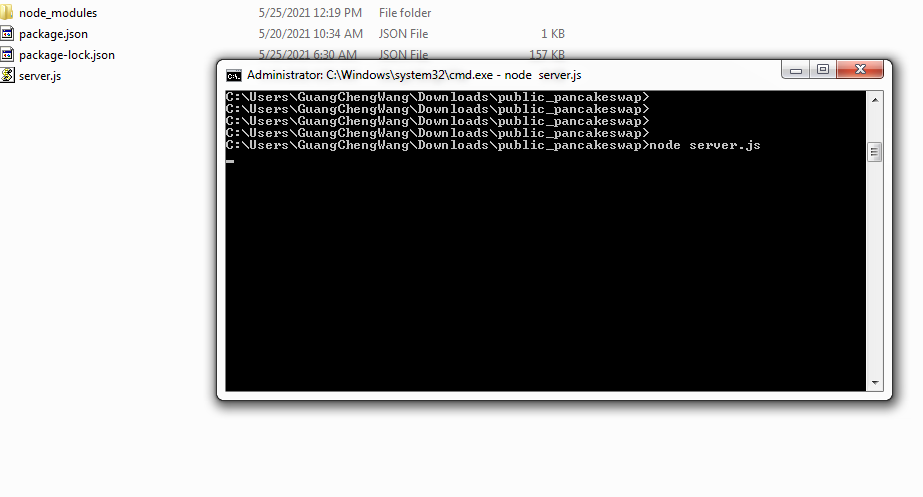 node_modules 5/25/2021 12:19 PM File folder
package.json 5/20/2021 10:34 AM JSON File 1 KB
package-lock.json 5/25/2021 6:30 AM JSON File 157 KB
server.js
Administrator: C:\Windows\system32\cmd.exe - node  server.js
C:\Users\GuangChengWang\Downloads\public_pancakeswap>
C:\Users\GuangChengWang\Downloads\public_pancakeswap>
C:\Users\GuangChengWang\Downloads\public_pancakeswap>
C:\Users\GuangChengWang\Downloads\public_pancakeswap>
C:\Users\GuangChengWang\Downloads\public_pancakeswap>node server.js